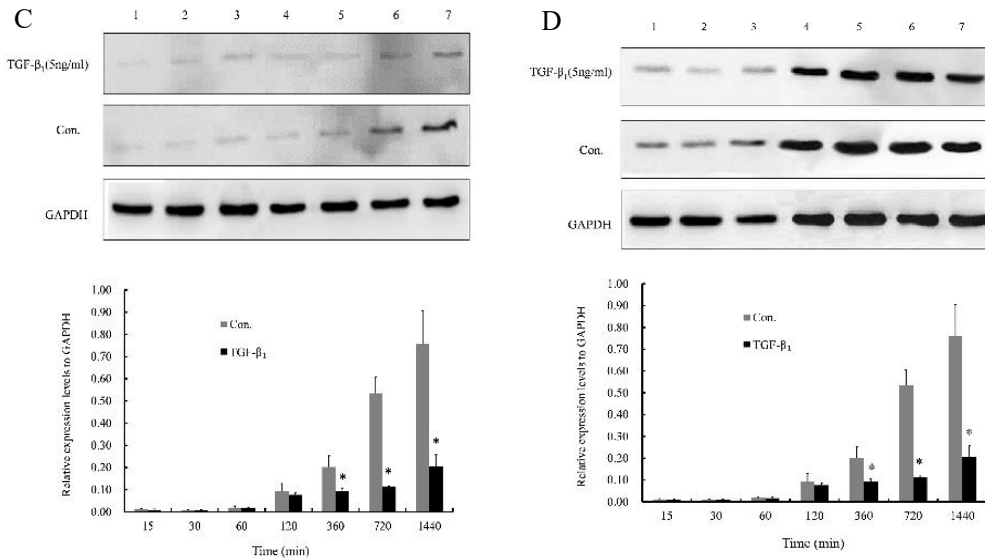 C
1 2 3 4 5 6 7
TGF-β₁(5ng/ml)
Con.
GAPDH
1.00
0.90
0.80
0.70
0.60
0.50
0.40
0.30
0.20
0.10
0.00
Relative expression levels to GAPDH
Con.
TGF-β₁
* * *
15 30 60 120 360 720 1440
Time (min)
D
1 2 3 4 5 6 7
TGF-β₁(5ng/ml)
Con.
GAPDH
1.00
0.90
0.80
0.70
0.60
0.50
0.40
0.30
0.20
0.10
0.00
Relative expression levels to GAPDH
Con.
TGF-β₁
* * *
15 30 60 120 360 720 1440
Time (min)